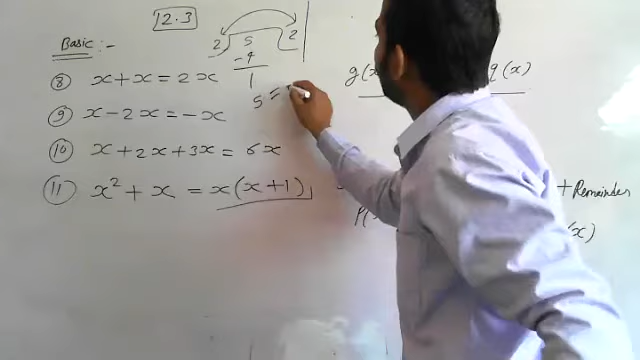 12.3
Basic :-
2 5 2
- 4
1
5 =
⑧ x + x = 2x
⑨ x - 2x = -x
⑩ x + 2x + 3x = 6x
⑪ x² + x = x(x+1)
g(x q(x)
+ Remainder
P( (x)